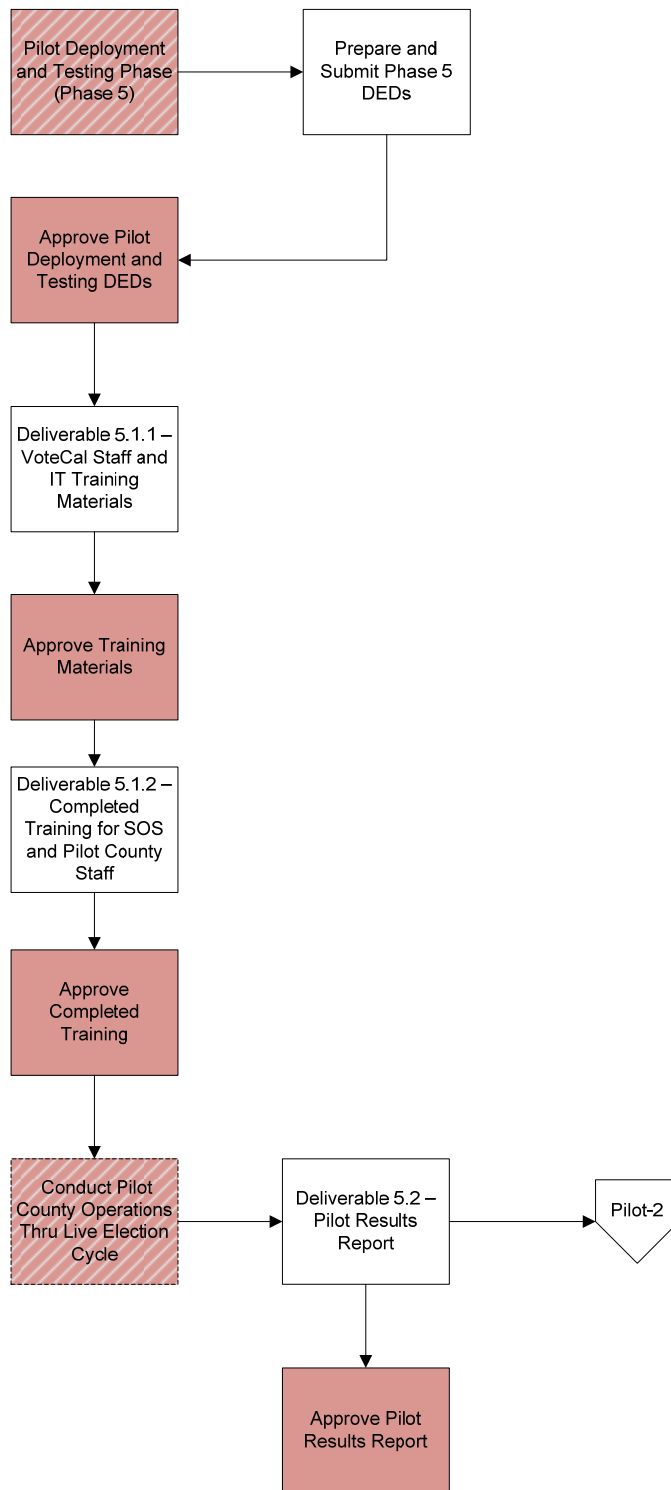 Pilot Deployment
and Testing Phase
(Phase 5)
Prepare and
Submit Phase 5
DEDs
Approve Pilot
Deployment and
Testing DEDs
Deliverable 5.1.1 –
VoteCal Staff and
IT Training
Materials
Approve Training
Materials
Deliverable 5.1.2 –
Completed
Training for SOS
and Pilot County
Staff
Approve
Completed
Training
Conduct Pilot
County Operations
Thru Live Election
Cycle
Deliverable 5.2 –
Pilot Results
Report
Pilot-2
Approve Pilot
Results Report